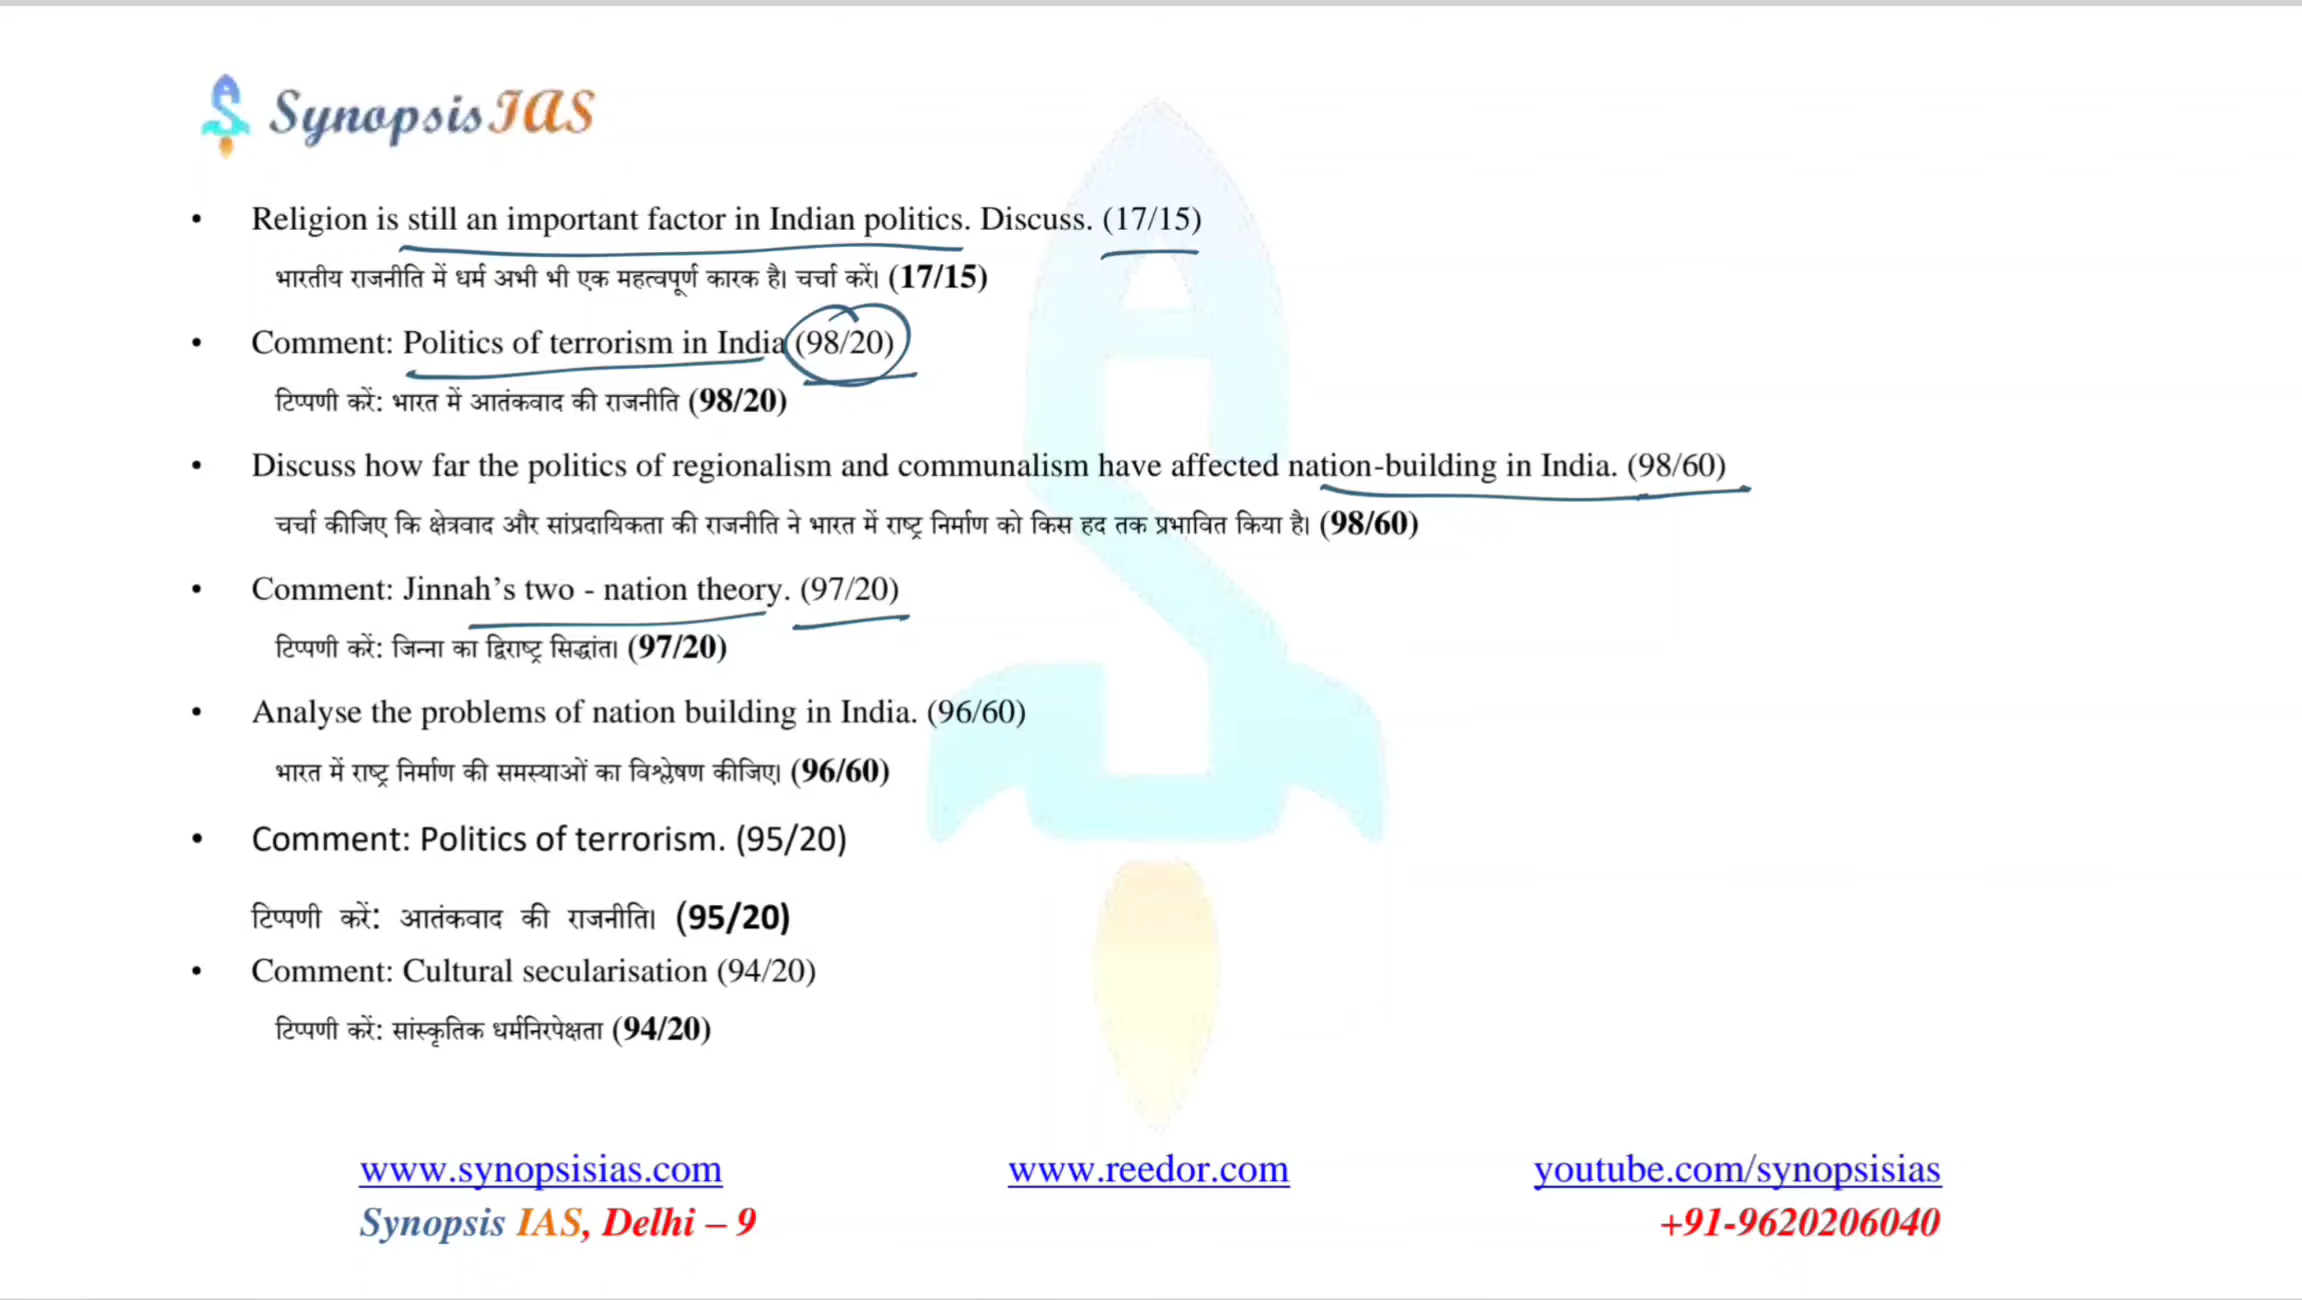 Synopsis IAS
• Religion is still an important factor in Indian politics. Discuss. (17/15)
भारतीय राजनीति में धर्म अभी भी एक महत्वपूर्ण कारक है। चर्चा करें। (17/15)
• Comment: Politics of terrorism in India (98/20)
टिप्पणी करें: भारत में आतंकवाद की राजनीति (98/20)
• Discuss how far the politics of regionalism and communalism have affected nation-building in India. (98/60)
चर्चा कीजिए कि क्षेत्रवाद और सांप्रदायिकता की राजनीति ने भारत में राष्ट्र निर्माण को किस हद तक प्रभावित किया है। (98/60)
• Comment: Jinnah’s two - nation theory. (97/20)
टिप्पणी करें: जिन्ना का द्विराष्ट्र सिद्धांत। (97/20)
• Analyse the problems of nation building in India. (96/60)
भारत में राष्ट्र निर्माण की समस्याओं का विश्लेषण कीजिए। (96/60)
• Comment: Politics of terrorism. (95/20)
टिप्पणी करें: आतंकवाद की राजनीति। (95/20)
• Comment: Cultural secularisation (94/20)
टिप्पणी करें: सांस्कृतिक धर्मनिरपेक्षता (94/20)
www.synopsisias.com www.reedor.com youtube.com/synopsisias
Synopsis IAS, Delhi – 9 +91-9620206040